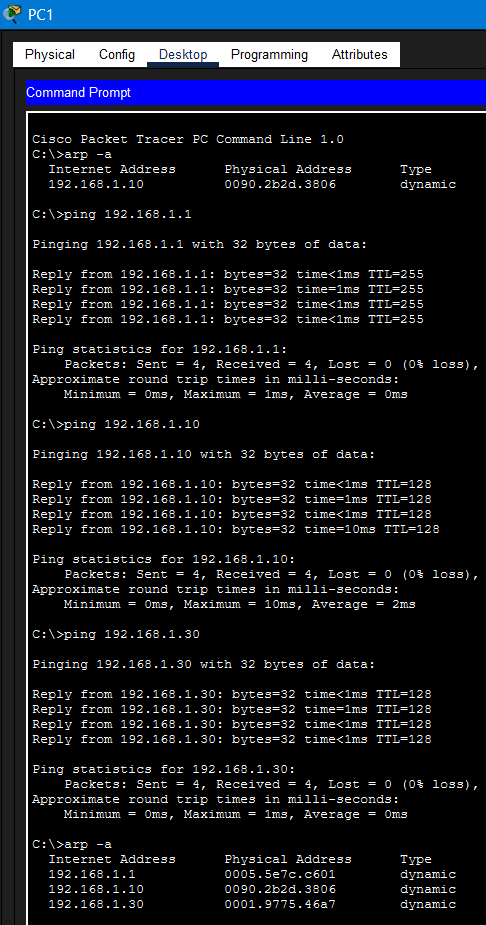 PC1
Physical Config Desktop Programming Attributes
Command Prompt
Cisco Packet Tracer PC Command Line 1.0
C:\>arp -a
  Internet Address      Physical Address      Type
  192.168.1.10          0090.2b2d.3806        dynamic
C:\>ping 192.168.1.1
Pinging 192.168.1.1 with 32 bytes of data:
Reply from 192.168.1.1: bytes=32 time<1ms TTL=255
Reply from 192.168.1.1: bytes=32 time=1ms TTL=255
Reply from 192.168.1.1: bytes=32 time<1ms TTL=255
Reply from 192.168.1.1: bytes=32 time<1ms TTL=255
Ping statistics for 192.168.1.1:
    Packets: Sent = 4, Received = 4, Lost = 0 (0% loss),
Approximate round trip times in milli-seconds:
    Minimum = 0ms, Maximum = 1ms, Average = 0ms
C:\>ping 192.168.1.10
Pinging 192.168.1.10 with 32 bytes of data:
Reply from 192.168.1.10: bytes=32 time<1ms TTL=128
Reply from 192.168.1.10: bytes=32 time=1ms TTL=128
Reply from 192.168.1.10: bytes=32 time<1ms TTL=128
Reply from 192.168.1.10: bytes=32 time=10ms TTL=128
Ping statistics for 192.168.1.10:
    Packets: Sent = 4, Received = 4, Lost = 0 (0% loss),
Approximate round trip times in milli-seconds:
    Minimum = 0ms, Maximum = 10ms, Average = 2ms
C:\>ping 192.168.1.30
Pinging 192.168.1.30 with 32 bytes of data:
Reply from 192.168.1.30: bytes=32 time<1ms TTL=128
Reply from 192.168.1.30: bytes=32 time=1ms TTL=128
Reply from 192.168.1.30: bytes=32 time<1ms TTL=128
Reply from 192.168.1.30: bytes=32 time<1ms TTL=128
Ping statistics for 192.168.1.30:
    Packets: Sent = 4, Received = 4, Lost = 0 (0% loss),
Approximate round trip times in milli-seconds:
    Minimum = 0ms, Maximum = 1ms, Average = 0ms
C:\>arp -a
  Internet Address      Physical Address      Type
  192.168.1.1           0005.5e7c.c601        dynamic
  192.168.1.10          0090.2b2d.3806        dynamic
  192.168.1.30          0001.9775.46a7        dynamic